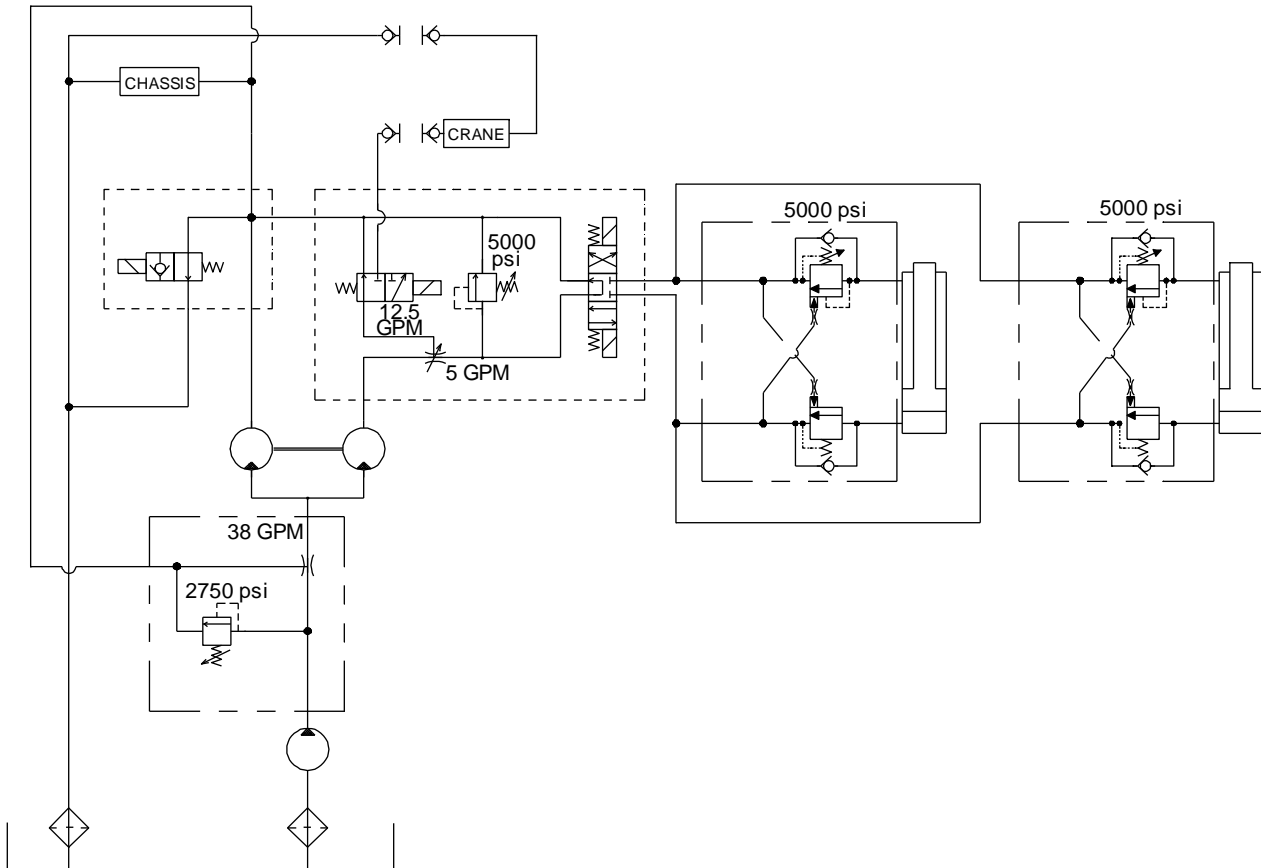 CHASSIS
CRANE
5000 psi
5000 psi
5000
psi
12.5
GPM
5 GPM
38 GPM
2750 psi